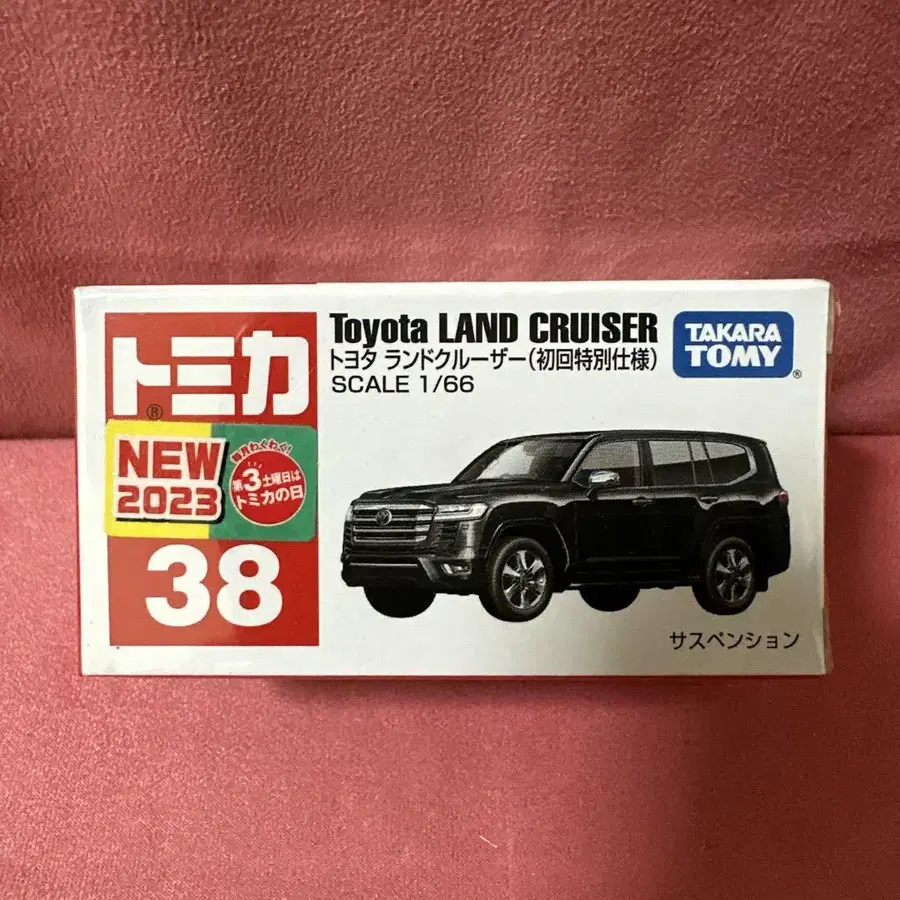 トミカ
®
NEW
2023
毎月わくわく!
第3土曜日は
トミカの日
38
Toyota LAND CRUISER
トヨタ ランドクルーザー(初回特別仕様)
SCALE 1/66
TAKARA
TOMY
®
サスペンション